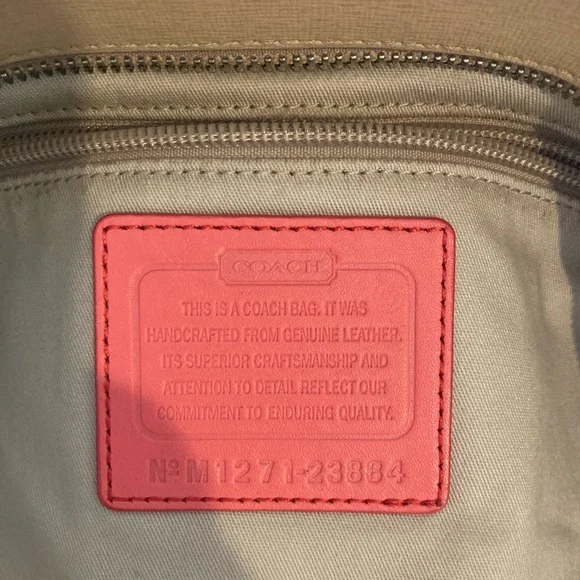 COACH
THIS IS A COACH BAG. IT WAS
HANDCRAFTED FROM GENUINE LEATHER.
ITS SUPERIOR CRAFTSMANSHIP AND
ATTENTION TO DETAIL REFLECT OUR
COMMITMENT TO ENDURING QUALITY.
Nº M1271-23884